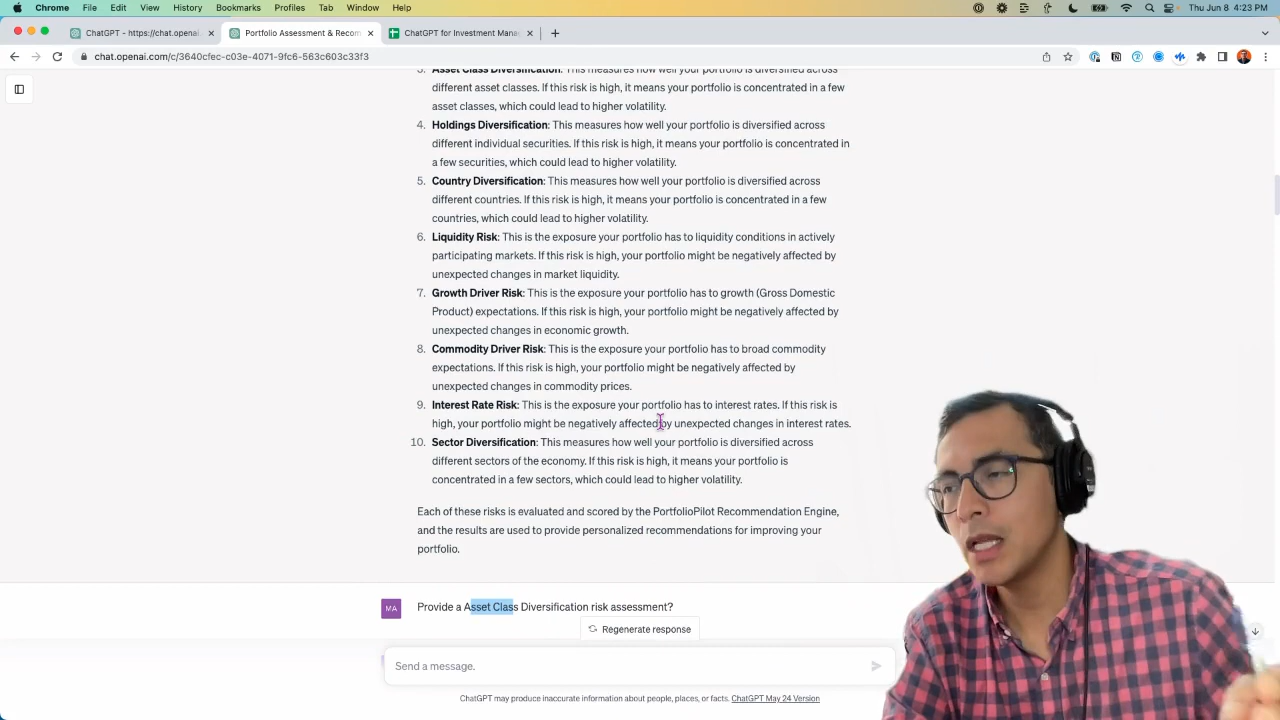 Chrome File Edit View History Bookmarks Profiles Tab Window Help Thu Jun 8 4:23 PM
ChatGPT - https://chat.openai. Portfolio Assessment & Recom ChatGPT for Investment Mana
chat.openai.com/c/3640cfec-c03e-4071-9fc6-563c603c33f3
3. Asset Class Diversification: This measures how well your portfolio is diversified across
different asset classes. If this risk is high, it means your portfolio is concentrated in a few
asset classes, which could lead to higher volatility.
4. Holdings Diversification: This measures how well your portfolio is diversified across
different individual securities. If this risk is high, it means your portfolio is concentrated in
a few securities, which could lead to higher volatility.
5. Country Diversification: This measures how well your portfolio is diversified across
different countries. If this risk is high, it means your portfolio is concentrated in a few
countries, which could lead to higher volatility.
6. Liquidity Risk: This is the exposure your portfolio has to liquidity conditions in actively
participating markets. If this risk is high, your portfolio might be negatively affected by
unexpected changes in market liquidity.
7. Growth Driver Risk: This is the exposure your portfolio has to growth (Gross Domestic
Product) expectations. If this risk is high, your portfolio might be negatively affected by
unexpected changes in economic growth.
8. Commodity Driver Risk: This is the exposure your portfolio has to broad commodity
expectations. If this risk is high, your portfolio might be negatively affected by
unexpected changes in commodity prices.
9. Interest Rate Risk: This is the exposure your portfolio has to interest rates. If this risk is
high, your portfolio might be negatively affected by unexpected changes in interest rates.
10. Sector Diversification: This measures how well your portfolio is diversified across
different sectors of the economy. If this risk is high, it means your portfolio is
concentrated in a few sectors, which could lead to higher volatility.
Each of these risks is evaluated and scored by the PortfolioPilot Recommendation Engine,
and the results are used to provide personalized recommendations for improving your
portfolio.
MA Provide a Asset Class Diversification risk assessment?
Regenerate response
Send a message.
ChatGPT may produce inaccurate information about people, places, or facts. ChatGPT May 24 Version